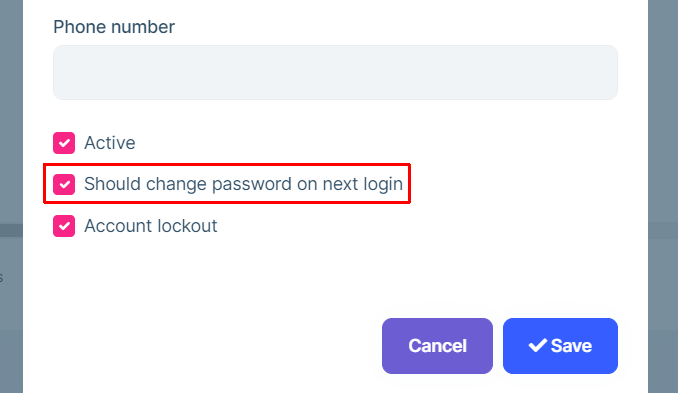 Phone number
Active
Should change password on next login
Account lockout
s
Cancel
Save